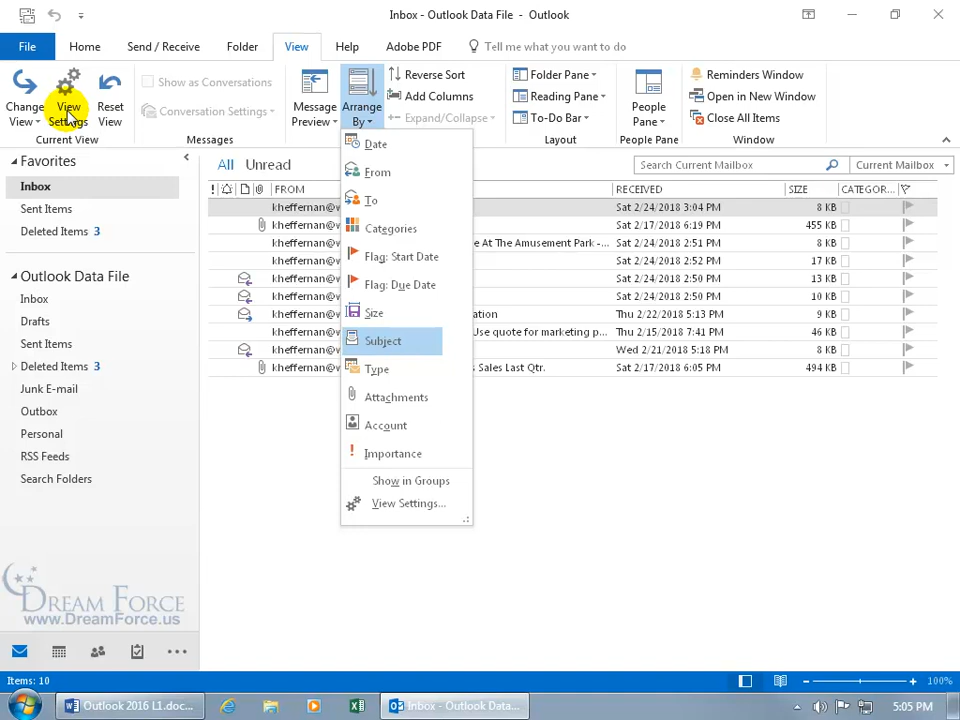 Inbox - Outlook Data File - Outlook
File Home Send / Receive Folder View Help Adobe PDF Tell me what you want to do
Change View View Settings Reset View
Current View
Show as Conversations
Conversation Settings
Messages
Message Preview
Arrange By
Reverse Sort
Add Columns
Expand/Collapse
Folder Pane
Reading Pane
To-Do Bar
Layout
People Pane
People Pane
Reminders Window
Open in New Window
Close All Items
Window
Favorites
Inbox
Sent Items
Deleted Items 3
Outlook Data File
Inbox
Drafts
Sent Items
Deleted Items 3
Junk E-mail
Outbox
Personal
RSS Feeds
Search Folders
All Unread
Search Current Mailbox Current Mailbox
! FROM RECEIVED SIZE CATEGOR...
kheffernan@w Sat 2/24/2018 3:04 PM 8 KB
kheffernan@w Sat 2/17/2018 6:19 PM 455 KB
kheffernan@w e At The Amusement Park -... Sat 2/24/2018 2:51 PM 8 KB
kheffernan@w Sat 2/24/2018 2:52 PM 17 KB
kheffernan@w Sat 2/24/2018 2:50 PM 13 KB
kheffernan@w Sat 2/24/2018 2:50 PM 10 KB
kheffernan@w ation Thu 2/22/2018 5:13 PM 9 KB
kheffernan@w Use quote for marketing p... Thu 2/15/2018 7:41 PM 46 KB
kheffernan@w Wed 2/21/2018 5:18 PM 8 KB
kheffernan@w s Sales Last Qtr. Sat 2/17/2018 6:05 PM 494 KB
Date
From
To
Categories
Flag: Start Date
Flag: Due Date
Size
Subject
Type
Attachments
Account
Importance
Show in Groups
View Settings...
DREAM FORCE
www.DreamForce.us
Items: 10 100%
Outlook 2016 L1.doc... Inbox - Outlook Data... 5:05 PM